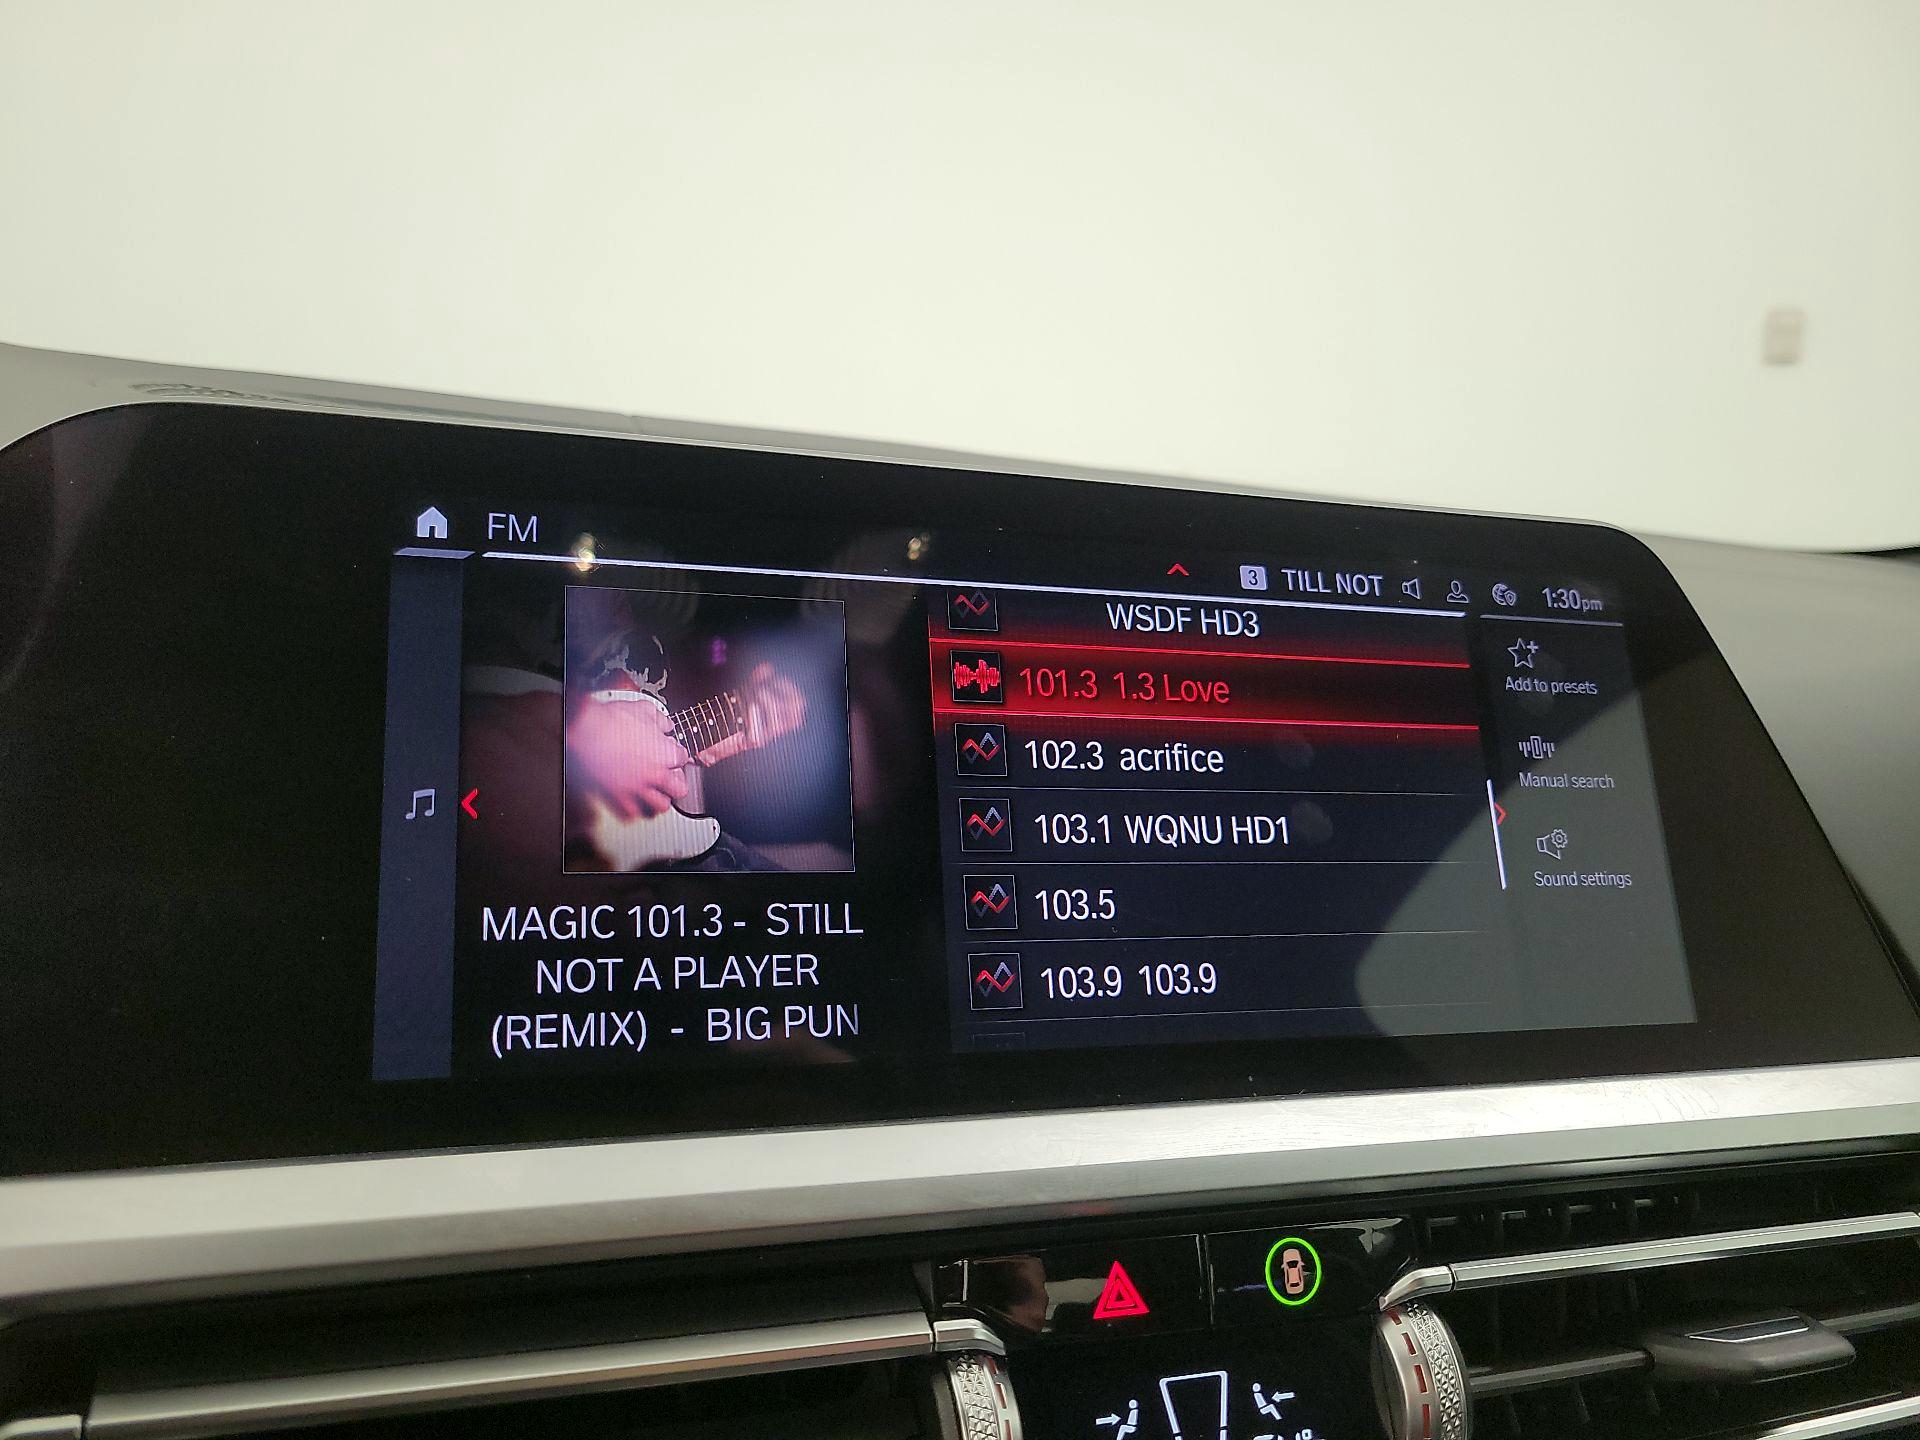 FM
3 TILL NOT 1:30pm
WSDF HD3
101.3 1.3 Love
102.3 acrifice
103.1 WQNU HD1
103.5
103.9 103.9
MAGIC 101.3 - STILL
NOT A PLAYER
(REMIX) - BIG PUN
Add to presets
Manual search
Sound settings